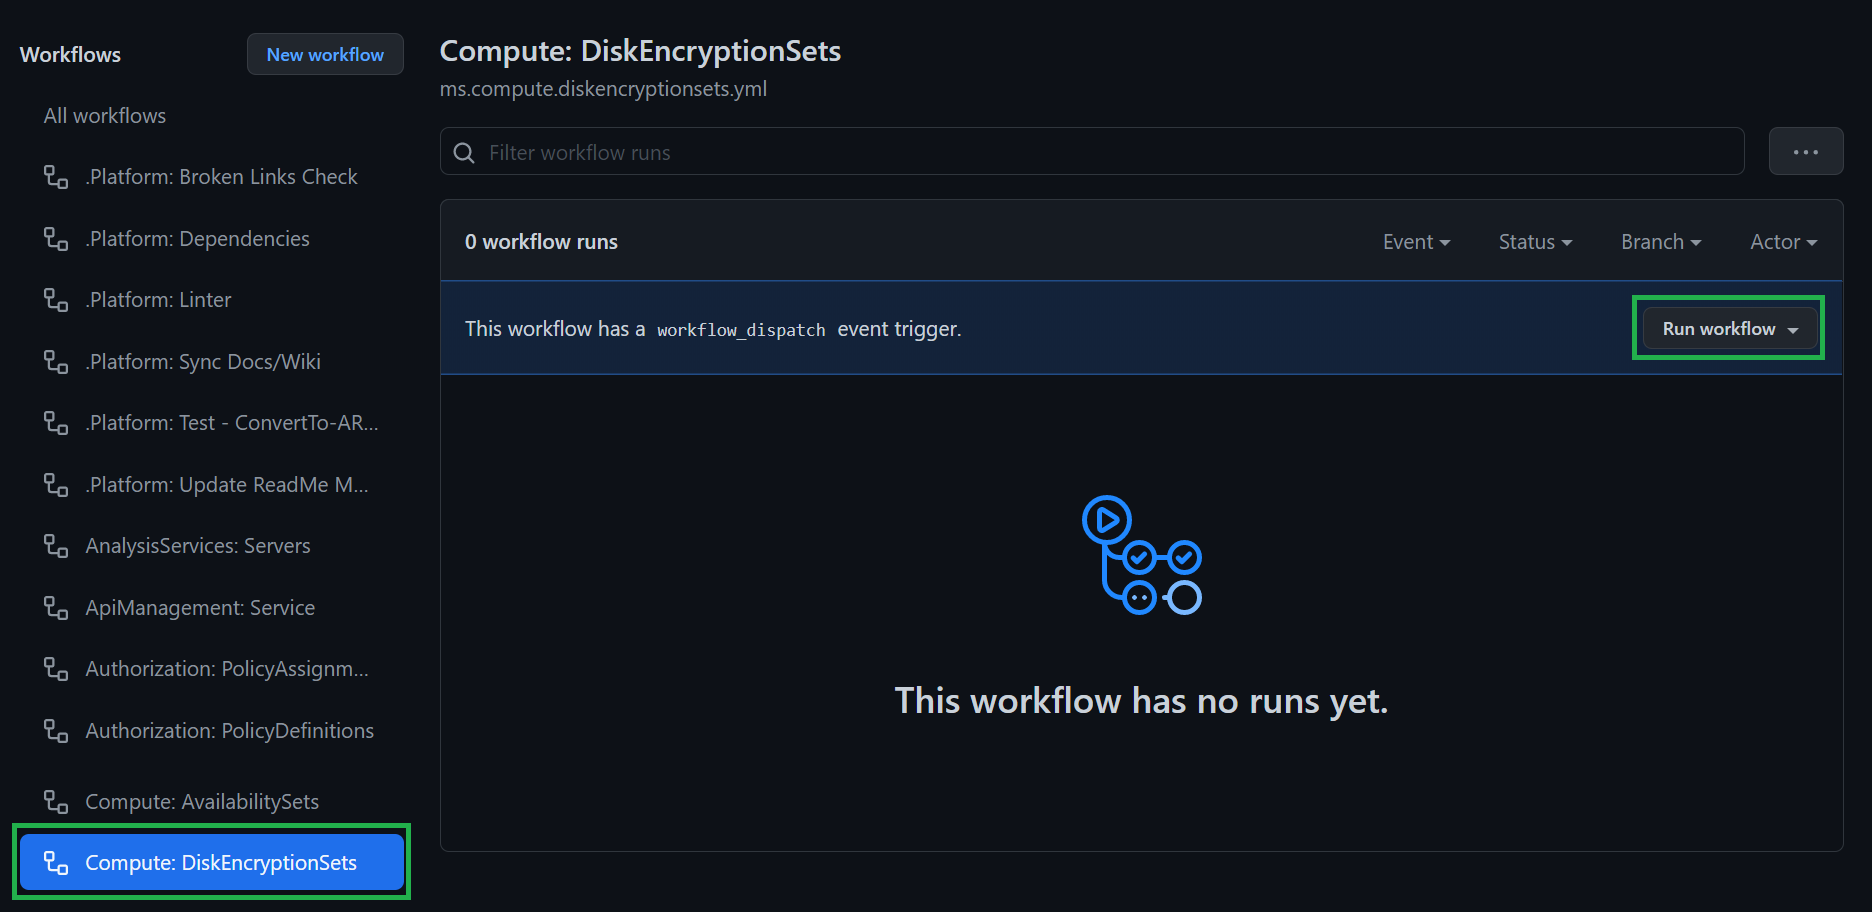 Workflows
New workflow
All workflows
.Platform: Broken Links Check
.Platform: Dependencies
.Platform: Linter
.Platform: Sync Docs/Wiki
.Platform: Test - ConvertTo-AR...
.Platform: Update ReadMe M...
AnalysisServices: Servers
ApiManagement: Service
Authorization: PolicyAssignm...
Authorization: PolicyDefinitions
Compute: AvailabilitySets
Compute: DiskEncryptionSets
Compute: DiskEncryptionSets
ms.compute.diskencryptionsets.yml
Filter workflow runs
0 workflow runs
Event
Status
Branch
Actor
This workflow has a workflow_dispatch event trigger.
Run workflow
This workflow has no runs yet.